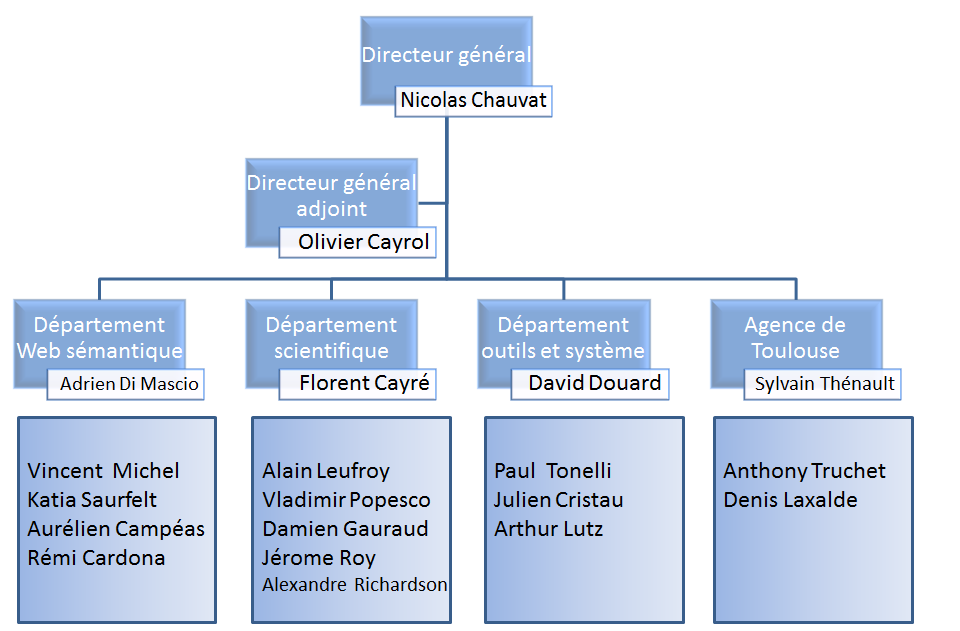 Directeur général
Nicolas Chauvat
Directeur général
adjoint
Olivier Cayrol
Département
Web sémantique
Adrien Di Mascio
Département
scientifique
Florent Cayré
Département
outils et système
David Douard
Agence de
Toulouse
Sylvain Thénault
Vincent Michel
Katia Saurfelt
Aurélien Campéas
Rémi Cardona
Alain Leufroy
Vladimir Popesco
Damien Gauraud
Jérome Roy
Alexandre Richardson
Paul Tonelli
Julien Cristau
Arthur Lutz
Anthony Truchet
Denis Laxalde